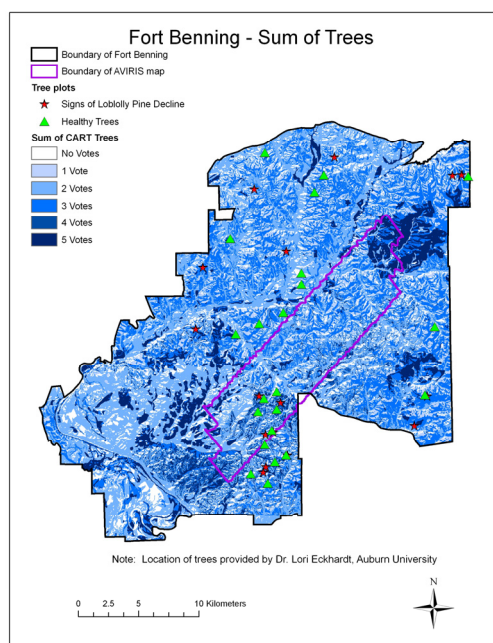 Fort Benning - Sum of Trees
Boundary of Fort Benning
Boundary of AVIRIS map
Tree plots
Signs of Loblolly Pine Decline
Healthy Trees
Sum of CART Trees
No Votes
1 Vote
2 Votes
3 Votes
4 Votes
5 Votes
Note: Location of trees provided by Dr. Lori Eckhardt, Auburn University
N
0 2.5 5 10 Kilometers